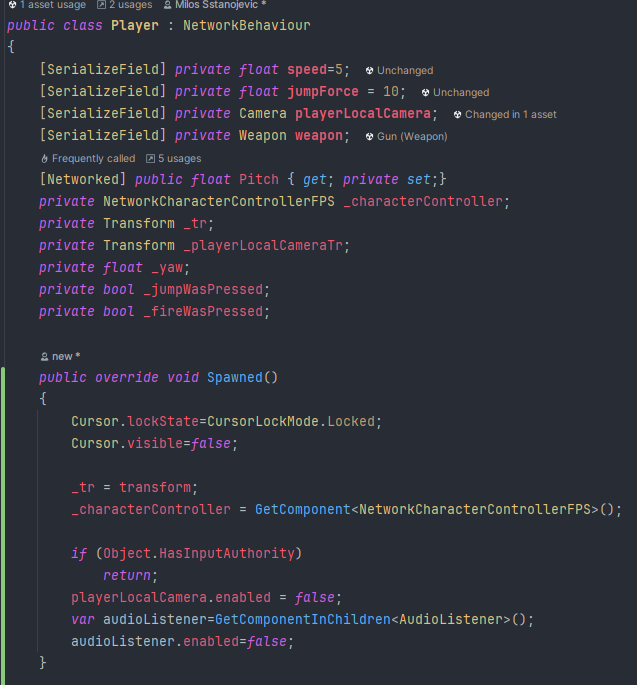 1 asset usage 2 usages Milos Sstanojevic *
public class Player : NetworkBehaviour
{
[SerializeField] private float speed=5; Unchanged
[SerializeField] private float jumpForce = 10; Unchanged
[SerializeField] private Camera playerLocalCamera; Changed in 1 asset
[SerializeField] private Weapon weapon; Gun (Weapon)
Frequently called 5 usages
[Networked] public float Pitch { get; private set;}
private NetworkCharacterControllerFPS _characterController;
private Transform _tr;
private Transform _playerLocalCameraTr;
private float _yaw;
private bool _jumpWasPressed;
private bool _fireWasPressed;
new *
public override void Spawned()
{
Cursor.lockState=CursorLockMode.Locked;
Cursor.visible=false;
_tr = transform;
_characterController = GetComponent<NetworkCharacterControllerFPS>();
if (Object.HasInputAuthority)
return;
playerLocalCamera.enabled = false;
var audioListener=GetComponentInChildren<AudioListener>();
audioListener.enabled=false;
}